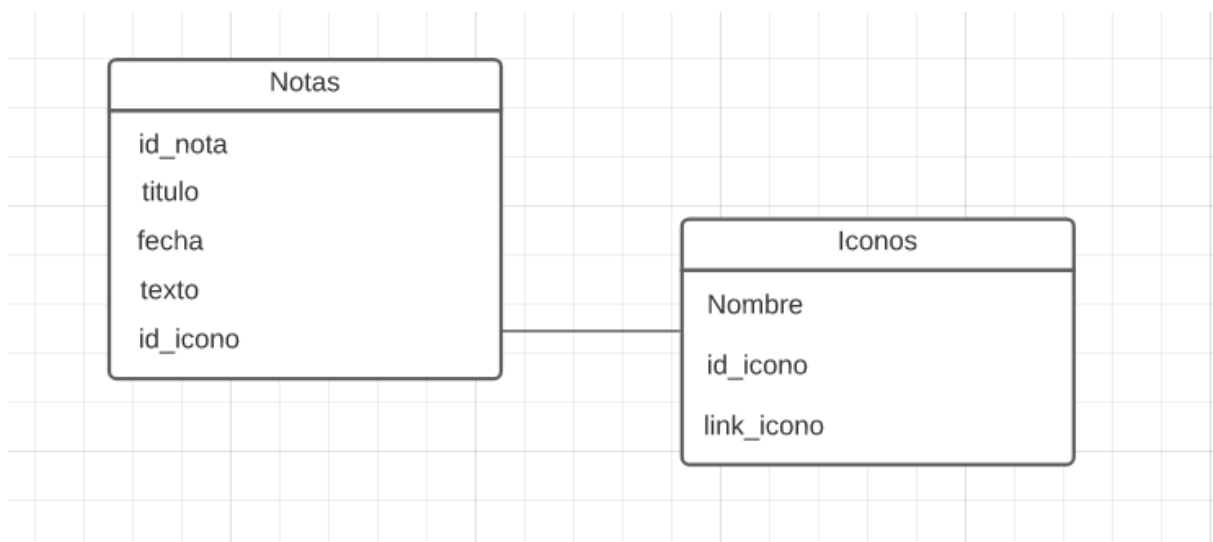 Notas
id_nota
titulo
fecha
texto
id_icono
Iconos
Nombre
id_icono
link_icono